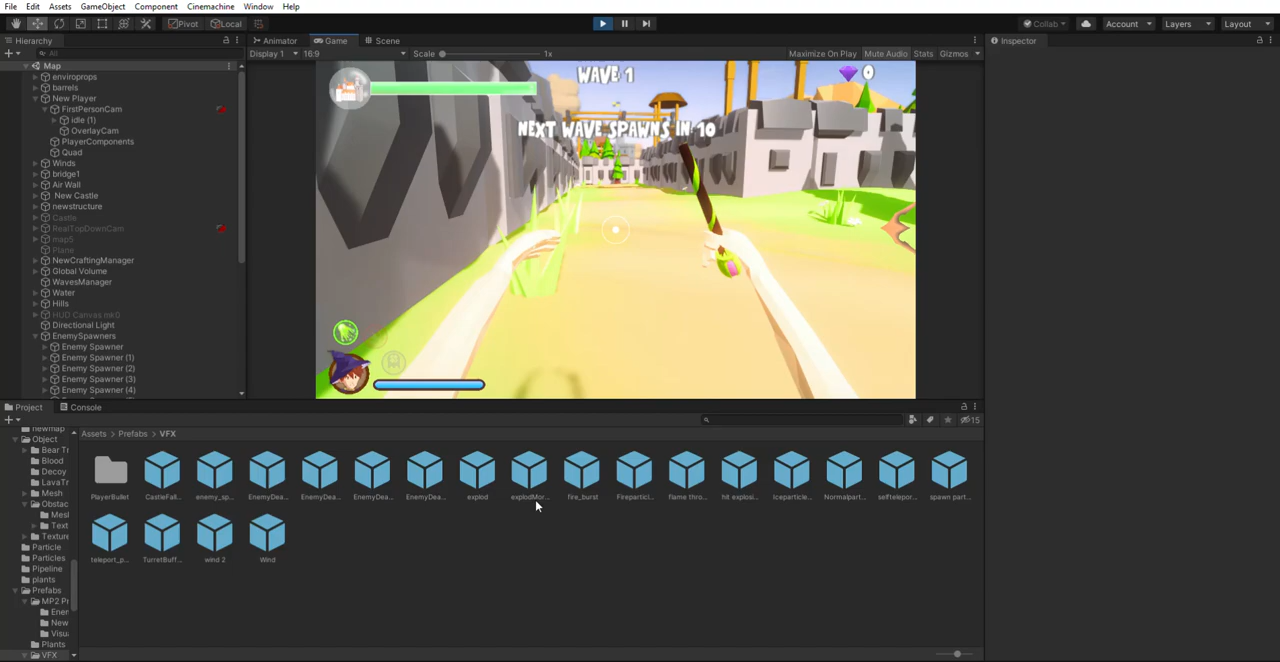 File Edit Assets GameObject Component Cinemachine Window Help
Pivot Local Collab Account Layers Layout
Hierarchy
All
Map
enviroprops
barrels
New Player
FirstPersonCam
idle (1)
OverlayCam
PlayerComponents
Quad
Winds
bridge1
Air Wall
New Castle
newstructure
Castle
RealTopDownCam
map5
Plane
NewCraftingManager
Global Volume
WavesManager
Water
Hills
HUD Canvas mk0
Directional Light
EnemySpawners
Enemy Spawner
Enemy Spawner (1)
Enemy Spawner (2)
Enemy Spawner (3)
Enemy Spawner (4)
Animator Game Scene
Display 1 16:9 Scale 1x Maximize On Play Mute Audio Stats Gizmos
WAVE 1
0
NEXT WAVE SPAWNS IN 10
Inspector
Project Console
15
newmap
Object
Bear Tr
Blood
Decoy
LavaTr
Mesh
Obstac
Mesl
Text
Texture
Particle
Particles
Pipeline
plants
Prefabs
MP2 Pr
Ener
New
Visu
Plants
VFX
Assets > Prefabs > VFX
PlayerBullet CastleFall... enemy_sp... EnemyDea... EnemyDea... EnemyDea... EnemyDea... explod explodMor... fire_burst Fireparticl... flame thro... hit explosi... Iceparticle... Normalpart... selftelepor... spawn part...
teleport_p... TurretBuff... wind 2 Wind